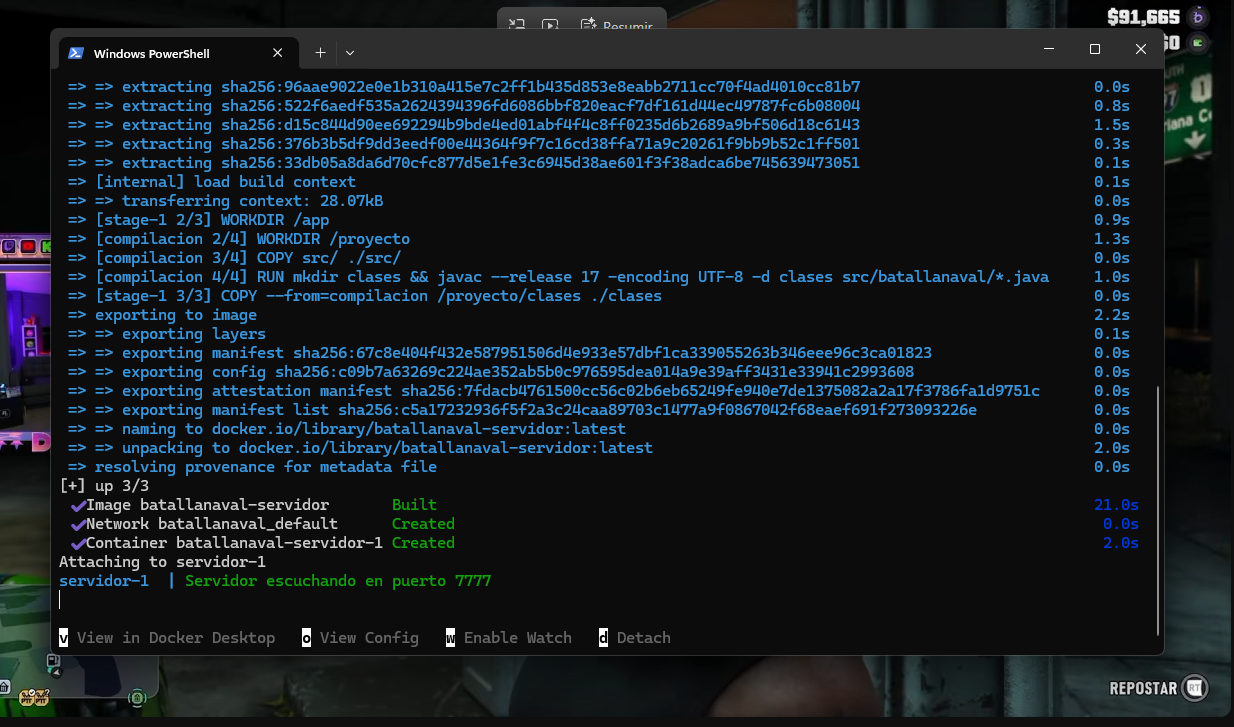 $91,665
Resumir
Windows PowerShell
=> => extracting sha256:96aae9022e0e1b310a415e7c2ff1b435d853e8eabb2711cc70f4ad4010cc81b7 0.0s
=> => extracting sha256:522f6aedf535a2624394396fd6086bbf820eacf7df161d44ec49787fc6b08004 0.8s
=> => extracting sha256:d15c844d90ee692294b9bde4ed01abf4f4c8ff0235d6b2689a9bf506d18c6143 1.5s
=> => extracting sha256:376b3b5df9dd3eedf00e44364f9f7c16cd38ffa71a9c20261f9bb9b52c1ff501 0.3s
=> => extracting sha256:33db05a8da6d70cfc877d5e1fe3c6945d38ae601f3f38adca6be745639473051 0.1s
=> [internal] load build context 0.1s
=> => transferring context: 28.07kB 0.0s
=> [stage-1 2/3] WORKDIR /app 0.9s
=> [compilacion 2/4] WORKDIR /proyecto 1.3s
=> [compilacion 3/4] COPY src/ ./src/ 0.0s
=> [compilacion 4/4] RUN mkdir clases && javac --release 17 -encoding UTF-8 -d clases src/batallanaval/*.java 1.0s
=> [stage-1 3/3] COPY --from=compilacion /proyecto/clases ./clases 0.0s
=> exporting to image 2.2s
=> => exporting layers 0.1s
=> => exporting manifest sha256:67c8e404f432e587951506d4e933e57dbf1ca339055263b346eee96c3ca01823 0.0s
=> => exporting config sha256:c09b7a63269c224ae352ab5b0c976595dea014a9e39aff3431e33941c2993608 0.0s
=> => exporting attestation manifest sha256:7fdacb4761500cc56c02b6eb65249fe940e7de1375082a2a17f3786fa1d9751c 0.0s
=> => exporting manifest list sha256:c5a17232936f5f2a3c24caa89703c1477a9f0867042f68eaef691f273093226e 0.0s
=> => naming to docker.io/library/batallanaval-servidor:latest 0.0s
=> => unpacking to docker.io/library/batallanaval-servidor:latest 2.0s
=> resolving provenance for metadata file 0.0s
[+] up 3/3
✔Image batallanaval-servidor Built 21.0s
✔Network batallanaval_default Created 0.0s
✔Container batallanaval-servidor-1 Created 2.0s
Attaching to servidor-1
servidor-1 | Servidor escuchando en puerto 7777
v View in Docker Desktop o View Config w Enable Watch d Detach
REPOSTAR RT